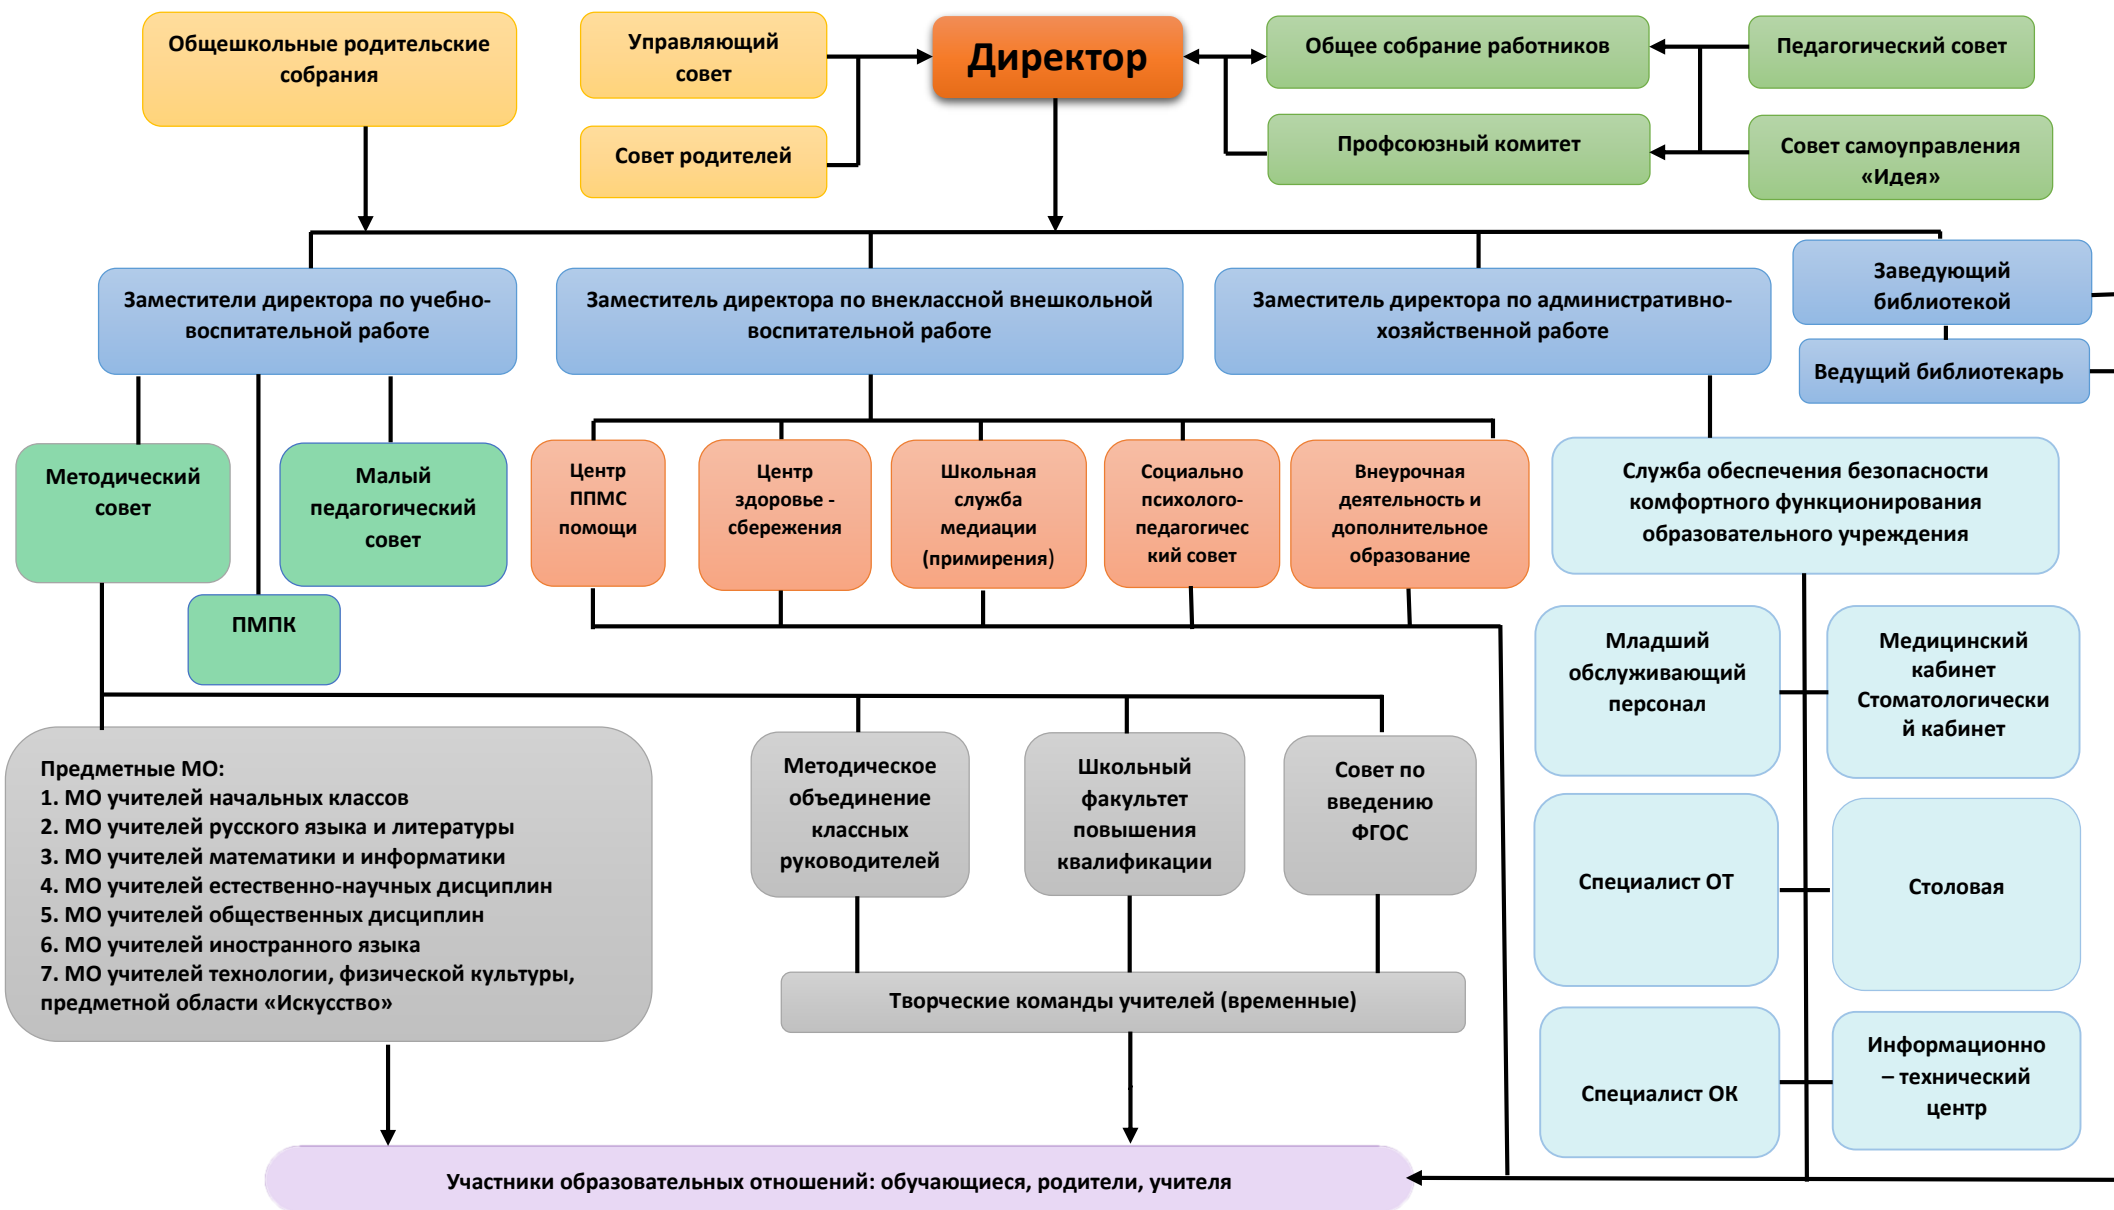 Общешкольные родительские
собрания
Управляющий
совет
Совет родителей
Директор
Общее собрание работников
Профсоюзный комитет
Педагогический совет
Совет самоуправления
«Идея»
Заместители директора по учебно-
воспитательной работе
Заместитель директора по внеклассной внешкольной
воспитательной работе
Заместитель директора по административно-
хозяйственной работе
Заведующий
библиотекой
Ведущий библиотекарь
Методический
совет
Малый
педагогический
совет
ПМПК
Центр
ППМС
помощи
Центр
здоровье -
сбережения
Школьная
служба
медиации
(примирения)
Социально
психолого-
педагогичес
кий совет
Внеурочная
деятельность и
дополнительное
образование
Служба обеспечения безопасности
комфортного функционирования
образовательного учреждения
Младший
обслуживающий
персонал
Медицинский
кабинет
Стоматологически
й кабинет
Предметные МО:
1. МО учителей начальных классов
2. МО учителей русского языка и литературы
3. МО учителей математики и информатики
4. МО учителей естественно-научных дисциплин
5. МО учителей общественных дисциплин
6. МО учителей иностранного языка
7. МО учителей технологии, физической культуры,
предметной области «Искусство»
Методическое
объединение
классных
руководителей
Школьный
факультет
повышения
квалификации
Совет по
введению
ФГОС
Специалист ОТ
Столовая
Творческие команды учителей (временные)
Специалист ОК
Информационно
– технический
центр
Участники образовательных отношений: обучающиеся, родители, учителя